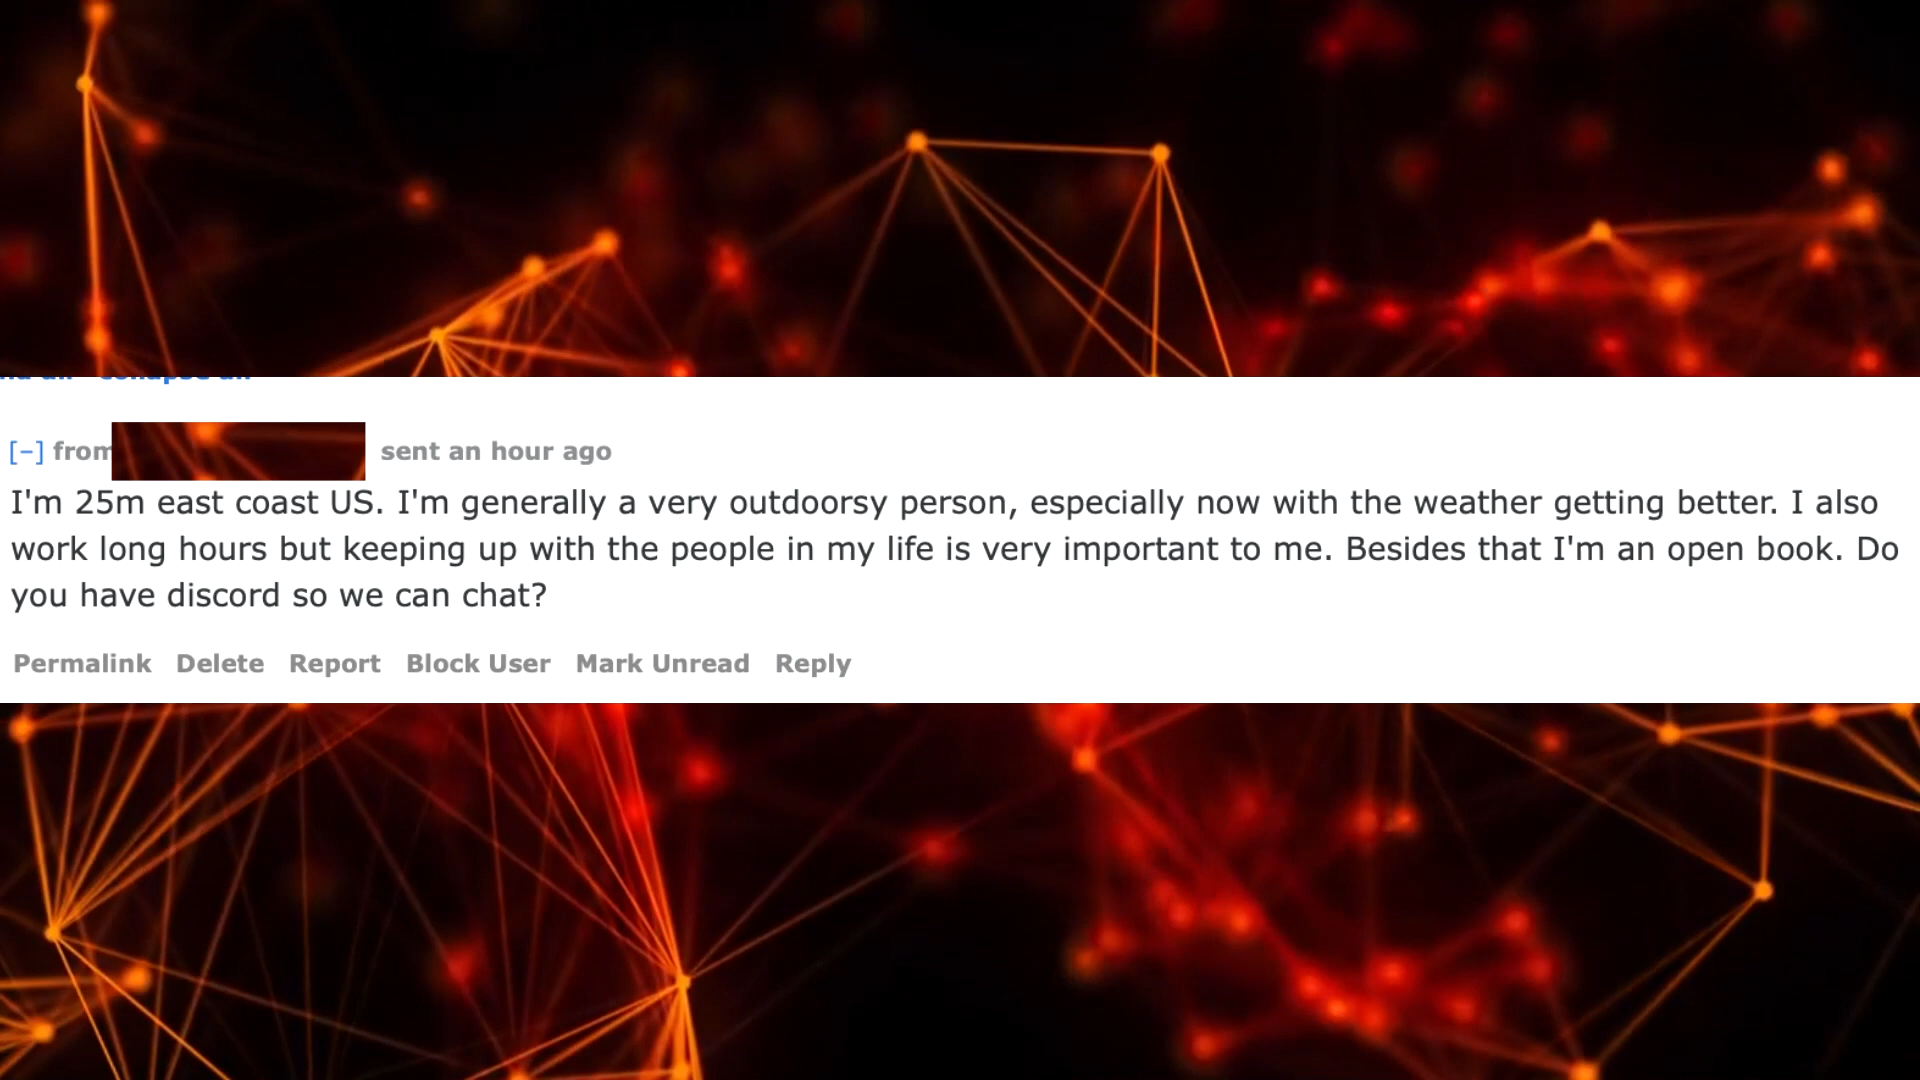 [–] from sent an hour ago
I'm 25m east coast US. I'm generally a very outdoorsy person, especially now with the weather getting better. I also
work long hours but keeping up with the people in my life is very important to me. Besides that I'm an open book. Do
you have discord so we can chat?
Permalink Delete Report Block User Mark Unread Reply